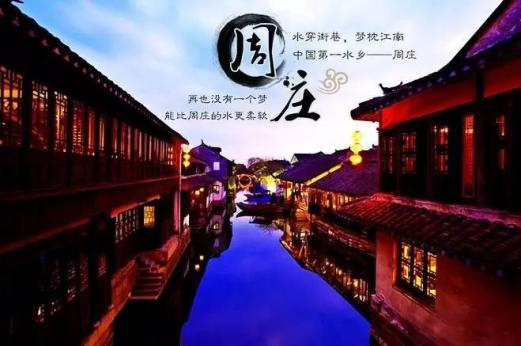 周庄
水穿街巷，梦枕江南
中国第一水乡——周庄
再也没有一个梦
能比周庄的水更柔软